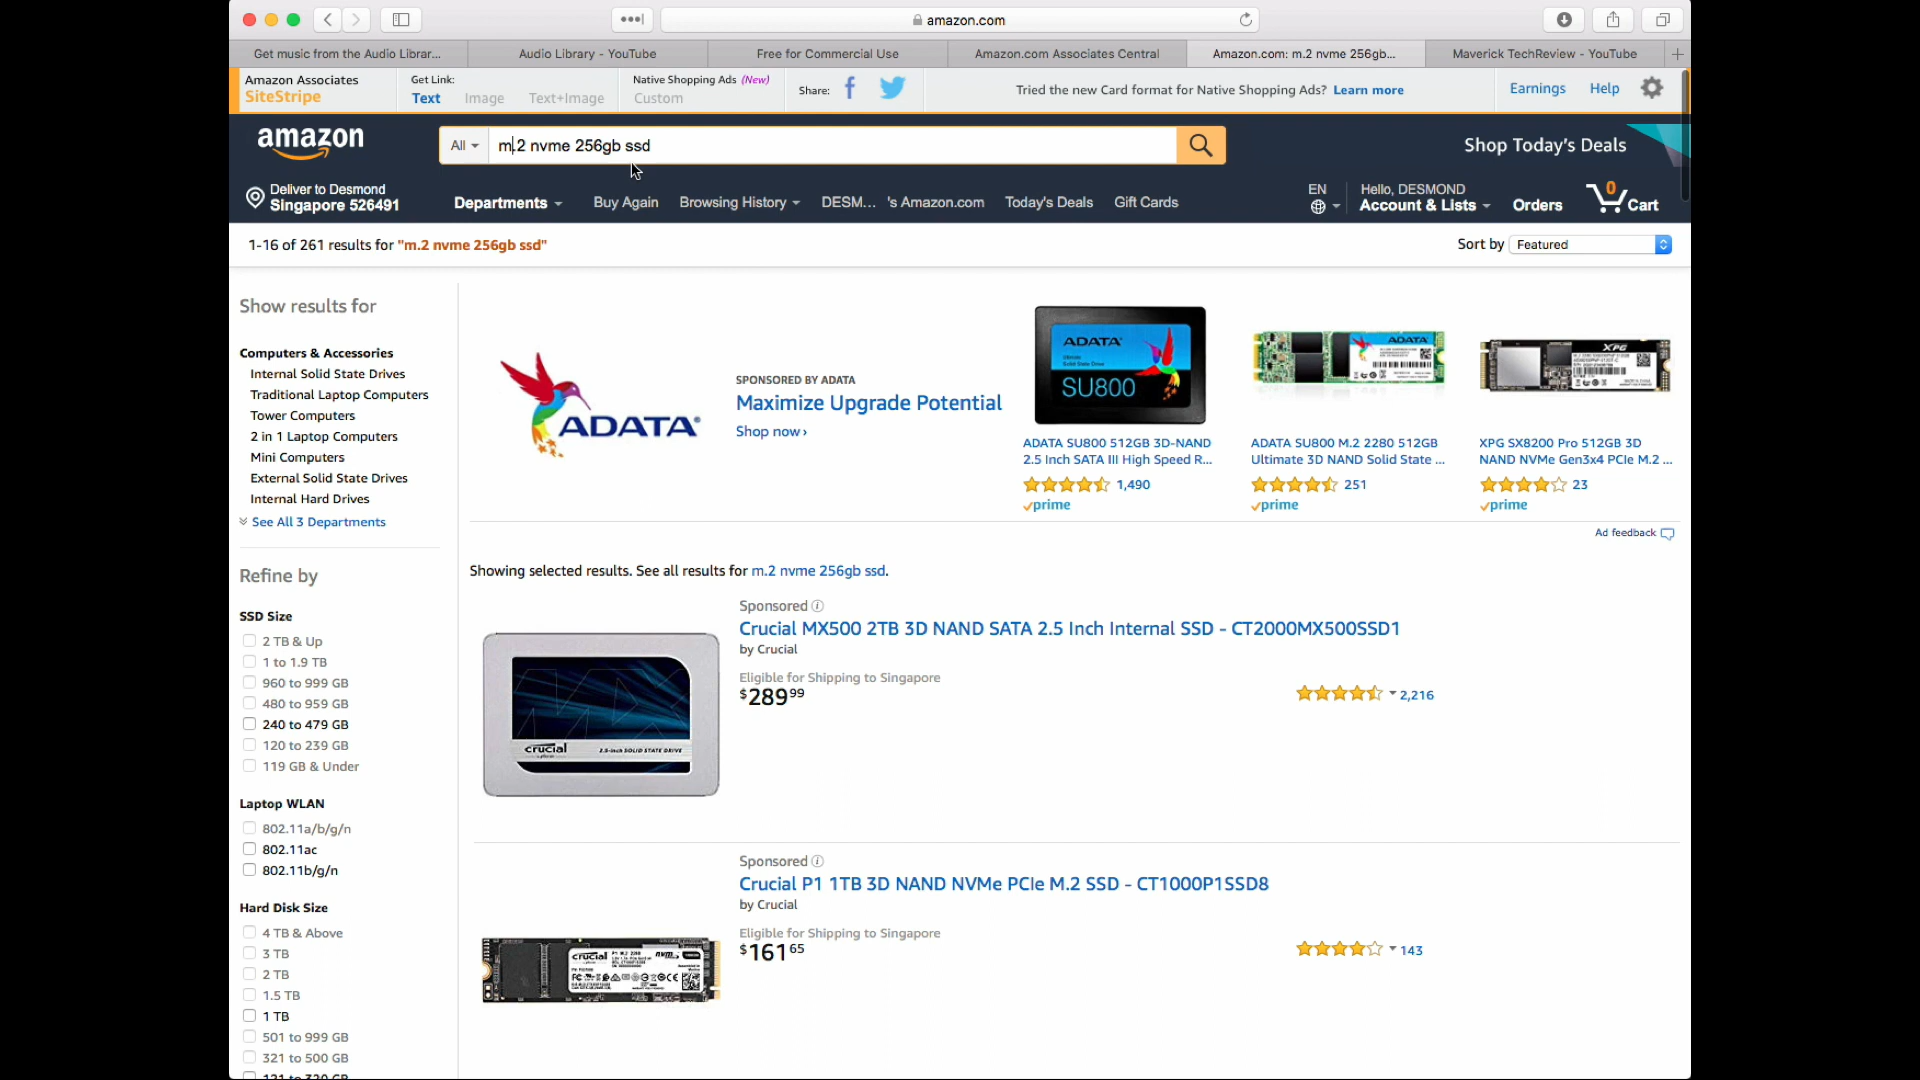 amazon.com
Get music from the Audio Librar...
Audio Library - YouTube
Free for Commercial Use
Amazon.com Associates Central
Amazon.com: m.2 nvme 256gb...
Maverick TechReview - YouTube
Amazon Associates
SiteStripe
Get Link:
Text
Image
Text+Image
Native Shopping Ads (New)
Custom
Share:
Tried the new Card format for Native Shopping Ads? Learn more
Earnings
Help
amazon
All
m.2 nvme 256gb ssd
Shop Today's Deals
Deliver to Desmond
Singapore 526491
Departments
Buy Again
Browsing History
DESM... 's Amazon.com
Today's Deals
Gift Cards
EN
Hello, DESMOND
Account & Lists
Orders
0
Cart
1-16 of 261 results for "m.2 nvme 256gb ssd"
Sort by
Featured
Show results for
Computers & Accessories
Internal Solid State Drives
Traditional Laptop Computers
Tower Computers
2 in 1 Laptop Computers
Mini Computers
External Solid State Drives
Internal Hard Drives
See All 3 Departments
Refine by
SSD Size
2 TB & Up
1 to 1.9 TB
960 to 999 GB
480 to 959 GB
240 to 479 GB
120 to 239 GB
119 GB & Under
Laptop WLAN
802.11a/b/g/n
802.11ac
802.11b/g/n
Hard Disk Size
4 TB & Above
3 TB
2 TB
1.5 TB
1 TB
501 to 999 GB
321 to 500 GB
121 to 320 GB
ADATA
SPONSORED BY ADATA
Maximize Upgrade Potential
Shop now ›
ADATA
SU800
ADATA SU800 512GB 3D-NAND
2.5 Inch SATA III High Speed R...
1,490
prime
ADATA
ADATA SU800 M.2 2280 512GB
Ultimate 3D NAND Solid State ...
251
prime
XPG
XPG SX8200 Pro 512GB 3D
NAND NVMe Gen3x4 PCIe M.2 ...
23
prime
Ad feedback
Showing selected results. See all results for m.2 nvme 256gb ssd.
Sponsored
Crucial MX500 2TB 3D NAND SATA 2.5 Inch Internal SSD - CT2000MX500SSD1
by Crucial
Eligible for Shipping to Singapore
$289 99
2,216
crucial
2.5-inch SOLID STATE DRIVE
Sponsored
Crucial P1 1TB 3D NAND NVMe PCIe M.2 SSD - CT1000P1SSD8
by Crucial
Eligible for Shipping to Singapore
$161 65
143
crucial